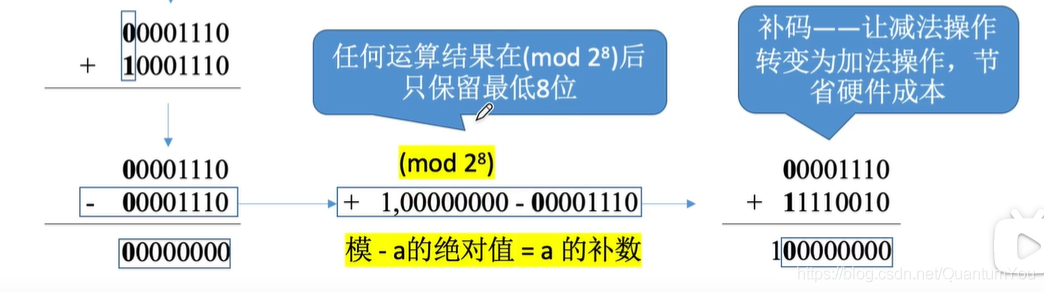 00001110
+ 10001110
任何运算结果在(mod 2⁸)后
只保留最低8位
补码——让减法操作
转变为加法操作，节
省硬件成本
00001110
- 00001110
00000000
(mod 2⁸)
+ 1,00000000 - 00001110
模 - a的绝对值 = a 的补数
00001110
+ 11110010
100000000
https://blog.csdn.net/QuantumYou